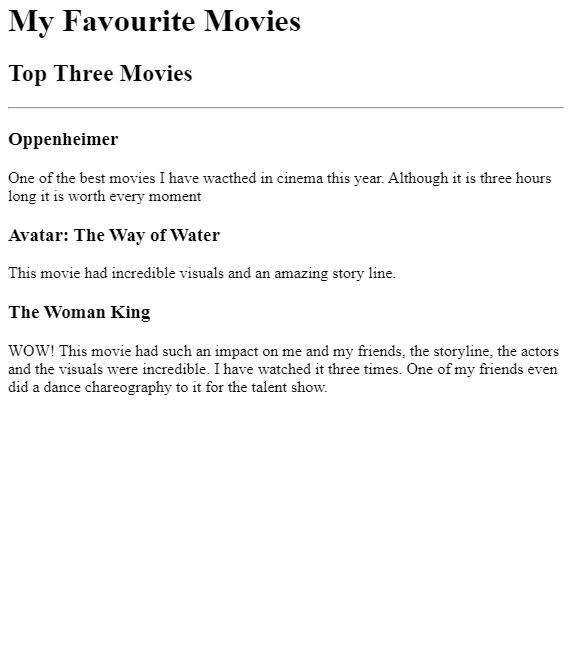 My Favourite Movies
Top Three Movies
Oppenheimer
One of the best movies I have wacthed in cinema this year. Although it is three hours
long it is worth every moment
Avatar: The Way of Water
This movie had incredible visuals and an amazing story line.
The Woman King
WOW! This movie had such an impact on me and my friends, the storyline, the actors
and the visuals were incredible. I have watched it three times. One of my friends even
did a dance chareography to it for the talent show.